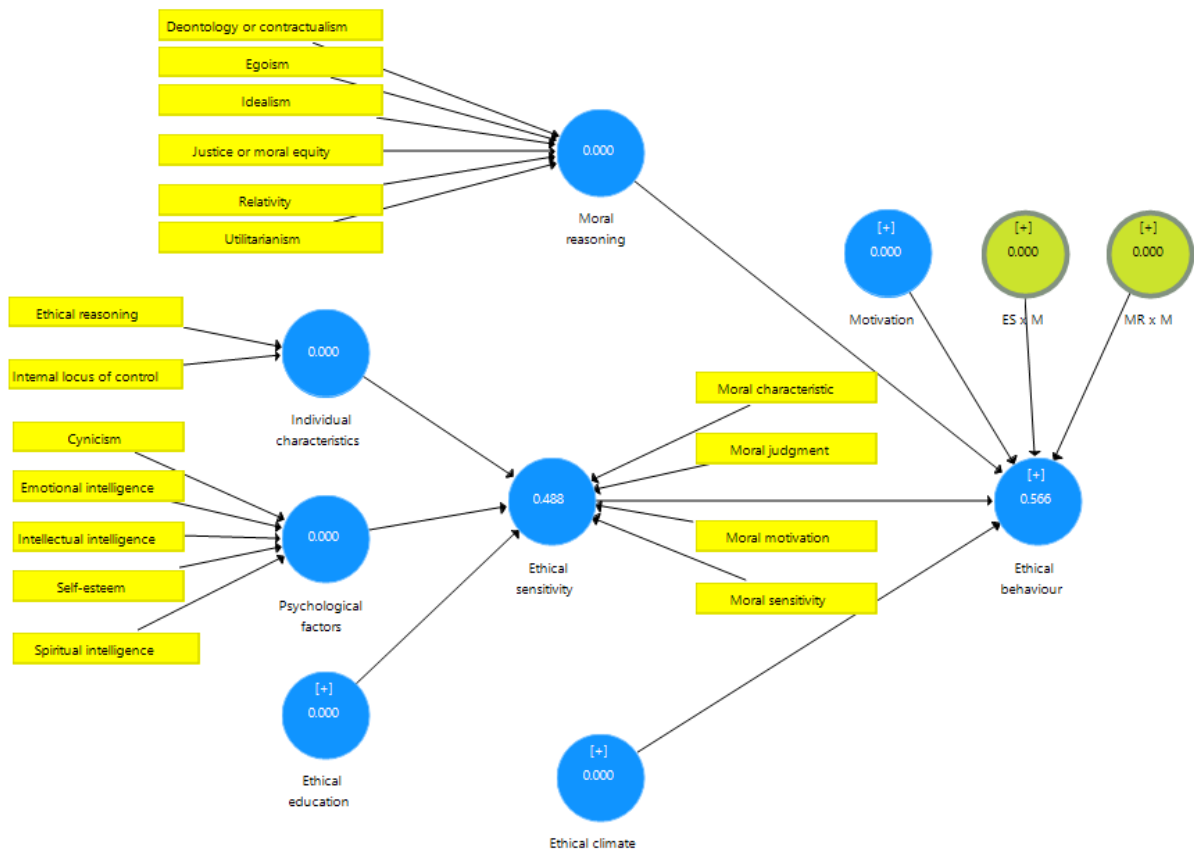 Deontology or contractualism
Egoism
Idealism
Justice or moral equity
Relativity
Utilitarianism
0.000
Moral
reasoning
[+]
0.000
Motivation
[+]
0.000
ES x M
[+]
0.000
MR x M
Ethical reasoning
Internal locus of control
0.000
Individual
characteristics
Cynicism
Emotional intelligence
Intellectual intelligence
Self-esteem
Spiritual intelligence
0.000
Psychological
factors
[+]
0.000
Ethical
education
0.488
Ethical
sensitivity
Moral characteristic
Moral judgment
Moral motivation
Moral sensitivity
[+]
0.566
Ethical
behaviour
[+]
0.000
Ethical climate